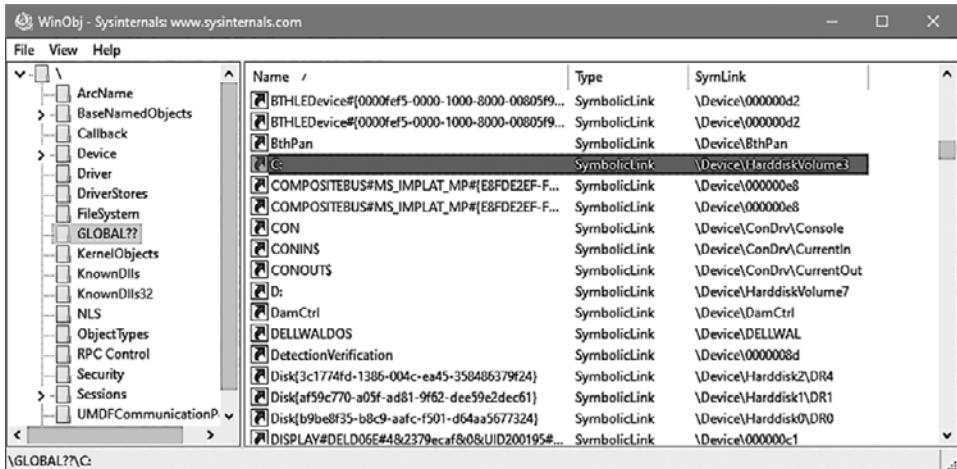 WinObj - Sysinternals: www.sysinternals.com
File View Help
\
ArcName
BaseNamedObjects
Callback
Device
Driver
DriverStores
FileSystem
GLOBAL??
KernelObjects
KnownDlls
KnownDlls32
NLS
ObjectTypes
RPC Control
Security
Sessions
UMDFCommunicationP
Name Type SymLink
BTHLEDevice#{0000fef5-0000-1000-8000-00805f9... SymbolicLink \Device\000000d2
BTHLEDevice#{0000fef5-0000-1000-8000-00805f9... SymbolicLink \Device\000000d2
BthPan SymbolicLink \Device\BthPan
C: SymbolicLink \Device\HarddiskVolume3
COMPOSITEBUS#MS_IMPLAT_MP#{E8FDE2EF-F... SymbolicLink \Device\000000e8
COMPOSITEBUS#MS_IMPLAT_MP#{E8FDE2EF-F... SymbolicLink \Device\000000e8
CON SymbolicLink \Device\ConDrv\Console
CONIN$ SymbolicLink \Device\ConDrv\CurrentIn
CONOUT$ SymbolicLink \Device\ConDrv\CurrentOut
D: SymbolicLink \Device\HarddiskVolume7
DamCtrl SymbolicLink \Device\DamCtrl
DELLWALDOS SymbolicLink \Device\DELLWAL
DetectionVerification SymbolicLink \Device\0000008d
Disk{3c1774fd-1386-004c-ea45-358486379f24} SymbolicLink \Device\Harddisk2\DR4
Disk{af59c770-a05f-ad81-9f62-dee59e2dec61} SymbolicLink \Device\Harddisk1\DR1
Disk{b9be8f35-b8c9-aafc-f501-d64aa5677324} SymbolicLink \Device\Harddisk0\DR0
DISPLAY#DELD06E#4&2379ecaf&0&UID200195#... SymbolicLink \Device\000000c1
\GLOBAL??\C: